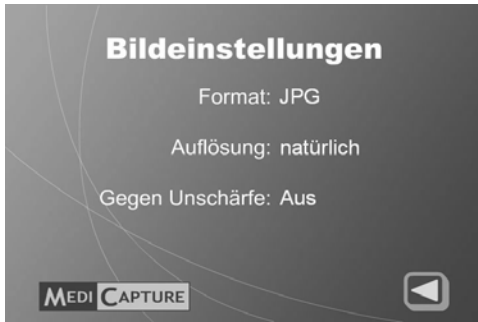 Bildeinstellungen
Format: JPG
Auflösung: natürlich
Gegen Unschärfe: Aus
MEDI CAPTURE